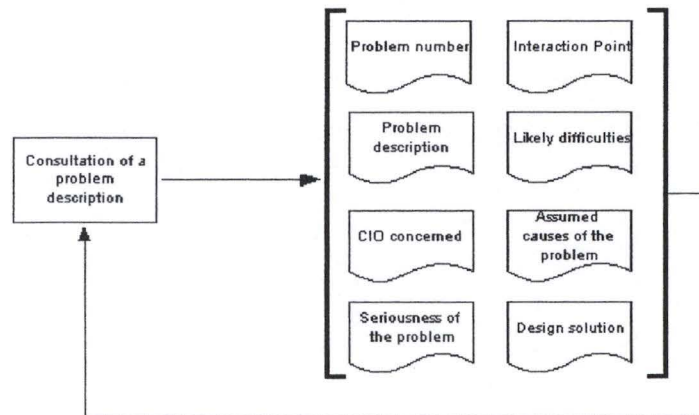 Consultation of a
problem
description
Problem number
Interaction Point
Problem
description
Likely difficulties
CIO concerned
Assumed
causes of the
problem
Seriousness of
the problem
Design solution